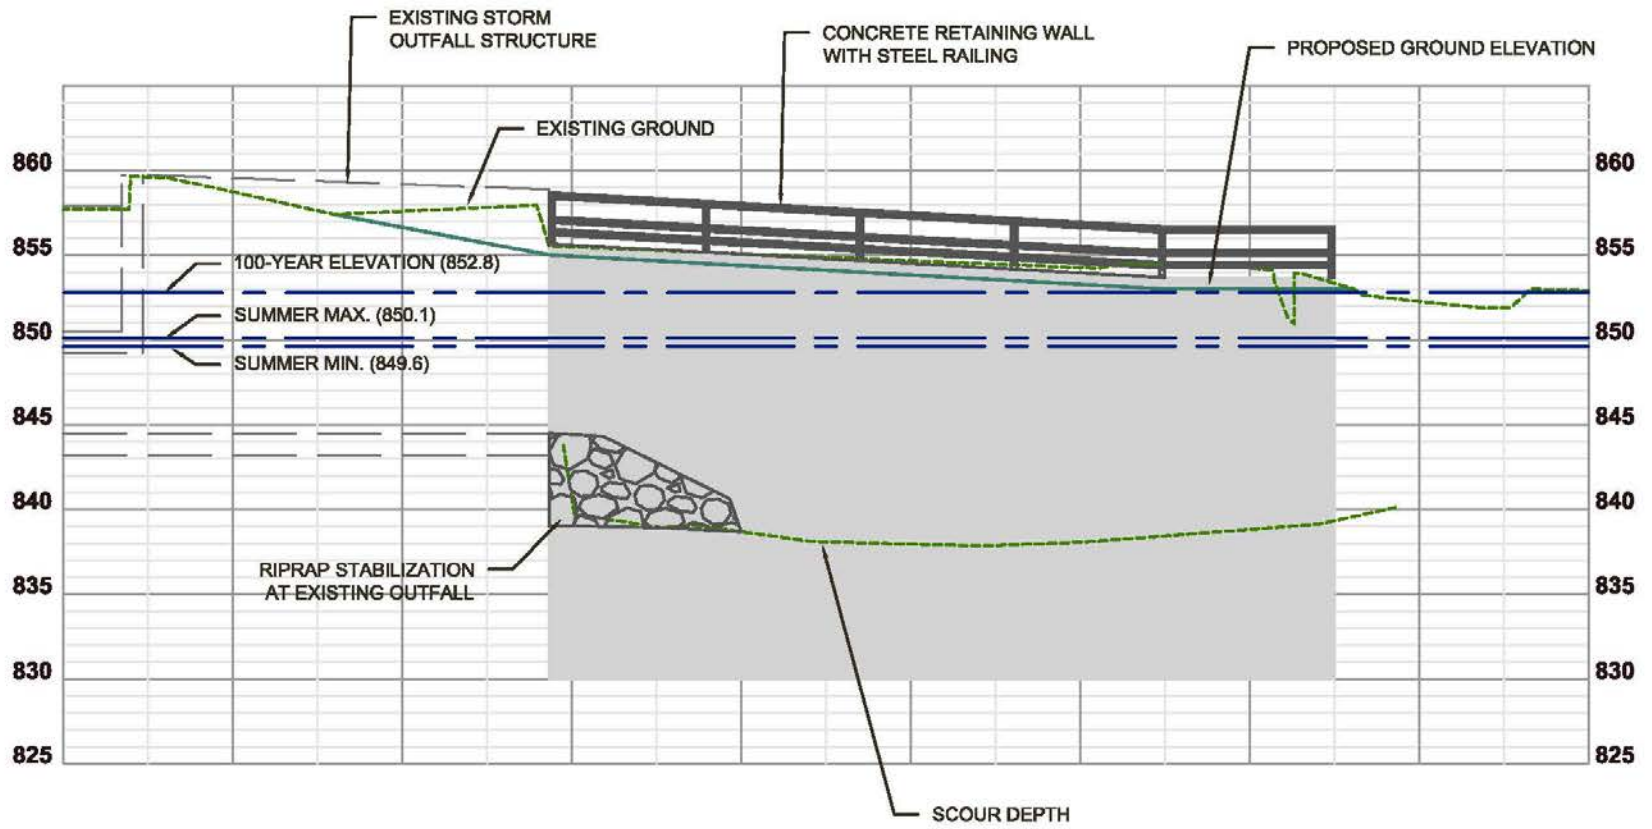 EXISTING STORM
OUTFALL STRUCTURE
CONCRETE RETAINING WALL
WITH STEEL RAILING
PROPOSED GROUND ELEVATION
EXISTING GROUND
860
860
855
855
100-YEAR ELEVATION (852.8)
SUMMER MAX. (850.1)
850
850
SUMMER MIN. (849.6)
845
845
840
840
RIPRAP STABILIZATION
AT EXISTING OUTFALL
835
835
830
830
825
825
SCOUR DEPTH